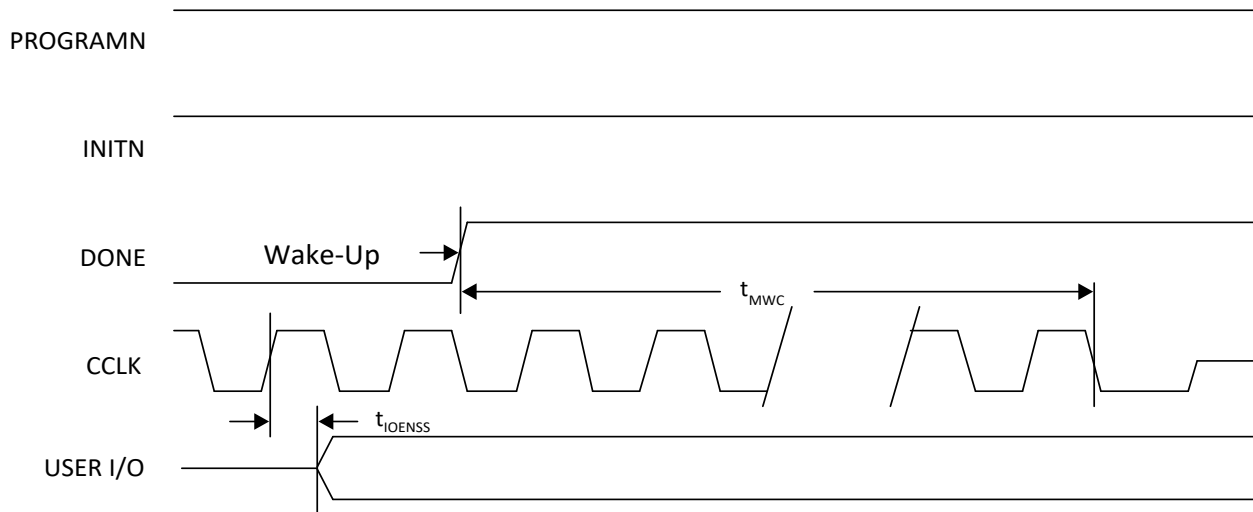 PROGRAMN
INITN
DONE
Wake-Up
tMWC
CCLK
tIOENSS
USER I/O